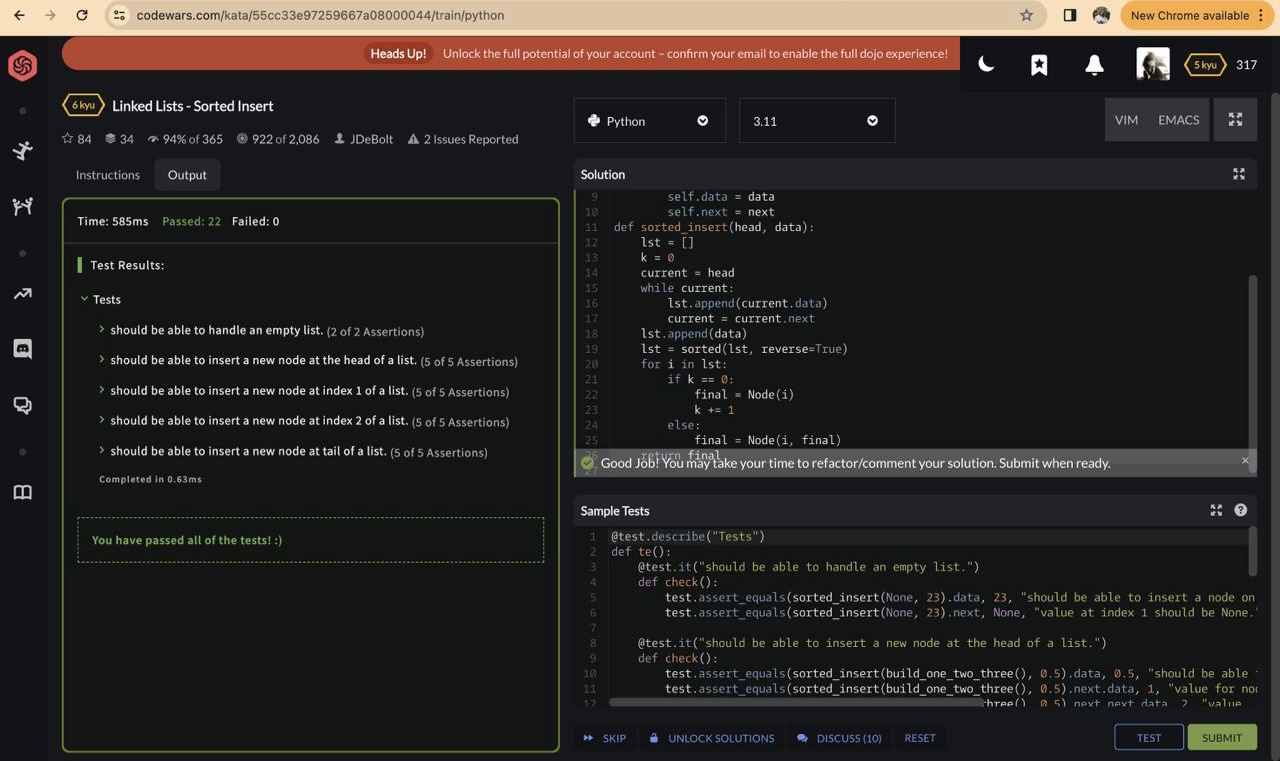 codewars.com/kata/55cc33e97259667a08000044/train/python
New Chrome available
Heads Up! Unlock the full potential of your account – confirm your email to enable the full dojo experience!
5 kyu 317
6 kyu Linked Lists - Sorted Insert
84 34 94% of 365 922 of 2,086 JDeBolt 2 Issues Reported
Instructions Output
Time: 585ms Passed: 22 Failed: 0
Test Results:
Tests
should be able to handle an empty list. (2 of 2 Assertions)
should be able to insert a new node at the head of a list. (5 of 5 Assertions)
should be able to insert a new node at index 1 of a list. (5 of 5 Assertions)
should be able to insert a new node at index 2 of a list. (5 of 5 Assertions)
should be able to insert a new node at tail of a list. (5 of 5 Assertions)
Completed in 0.63ms
You have passed all of the tests! :)
Python 3.11 VIM EMACS
Solution
9 self.data = data
10 self.next = next
11 def sorted_insert(head, data):
12 lst = []
13 k = 0
14 current = head
15 while current:
16 lst.append(current.data)
17 current = current.next
18 lst.append(data)
19 lst = sorted(lst, reverse=True)
20 for i in lst:
21 if k == 0:
22 final = Node(i)
23 k += 1
24 else:
25 final = Node(i, final)
26 return final
Good Job! You may take your time to refactor/comment your solution. Submit when ready.
Sample Tests
1 @test.describe("Tests")
2 def te():
3 @test.it("should be able to handle an empty list.")
4 def check():
5 test.assert_equals(sorted_insert(None, 23).data, 23, "should be able to insert a node on
6 test.assert_equals(sorted_insert(None, 23).next, None, "value at index 1 should be None."
7
8 @test.it("should be able to insert a new node at the head of a list.")
9 def check():
10 test.assert_equals(sorted_insert(build_one_two_three(), 0.5).data, 0.5, "should be able
11 test.assert_equals(sorted_insert(build_one_two_three(), 0.5).next.data, 1, "value for no
12 three(), 0.5).next.next.data, 2, "value
SKIP UNLOCK SOLUTIONS DISCUSS (10) RESET TEST SUBMIT